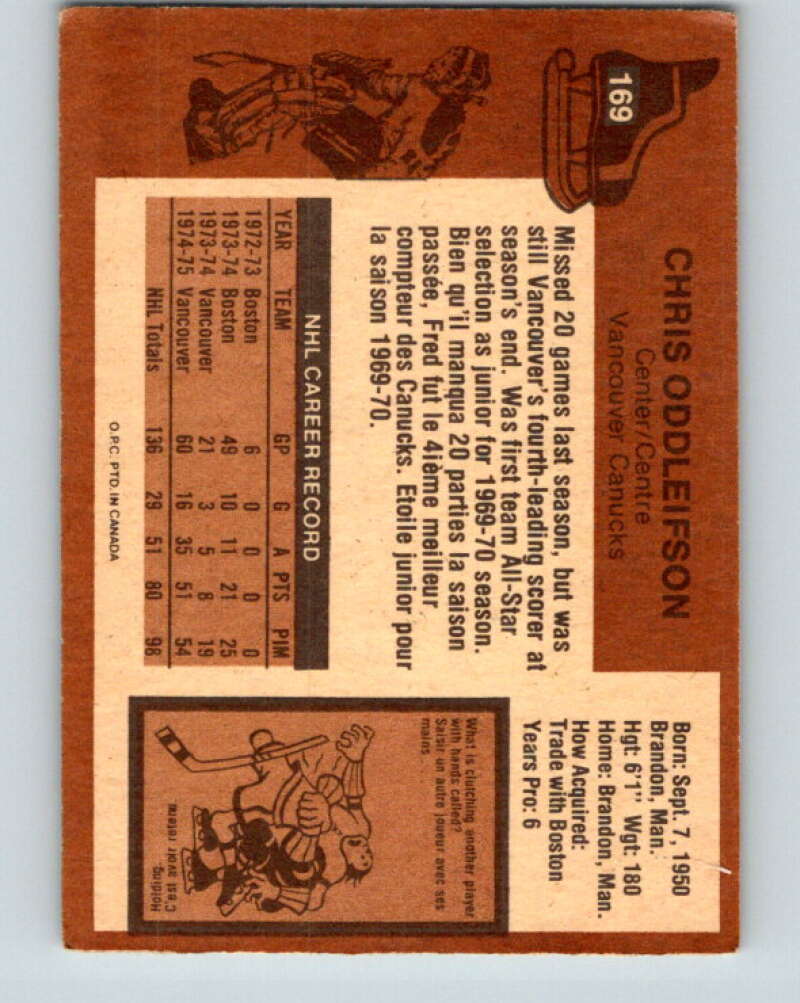 169
CHRIS ODDLEIFSON
Center/Centre
Vancouver Canucks
Born: Sept. 7, 1950
Brandon, Man.
Hgt: 6'1" Wgt: 180
Home: Brandon, Man.
How Acquired:
Trade with Boston
Years Pro: 6
Missed 20 games last season, but was
still Vancouver's fourth-leading scorer at
season's end. Was first team All-Star
selection as junior for 1969-70 season.
Bien qu'il manqua 20 parties la saison
passée, Fred fut le 4ième meilleur
compteur des Canucks. Etoile junior pour
la saison 1969-70.
NHL CAREER RECORD
YEAR TEAM GP G A PTS PIM
1972-73 Boston 6 0 0 0 0
1973-74 Boston 49 10 11 21 25
1973-74 Vancouver 21 3 5 8 19
1974-75 Vancouver 60 16 35 51 54
NHL Totals 136 29 51 80 98
What is clutching another player
with hands called?
Saisir un autre joueur avec ses
mains
Holding.
C'est avoir retenu
O.P.C. PTD. IN CANADA